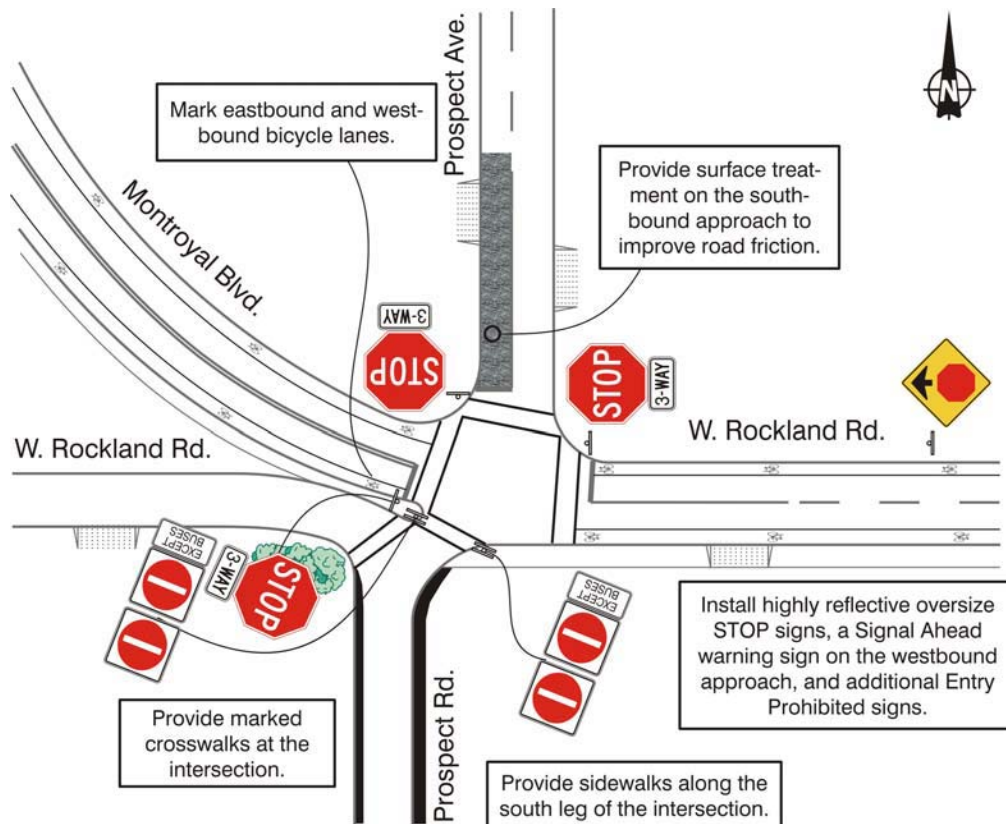 Prospect Ave.
N
Mark eastbound and west-
bound bicycle lanes.
Provide surface treat-
ment on the south-
bound approach to
improve road friction.
Montroyal Blvd.
3-WAY
STOP
STOP
3-WAY
W. Rockland Rd.
W. Rockland Rd.
EXCEPT
BUSES
3-WAY
STOP
EXCEPT
BUSES
Install highly reflective oversize
STOP signs, a Signal Ahead
warning sign on the westbound
approach, and additional Entry
Prohibited signs.
Provide marked
crosswalks at the
intersection.
Prospect Rd.
Provide sidewalks along the
south leg of the intersection.